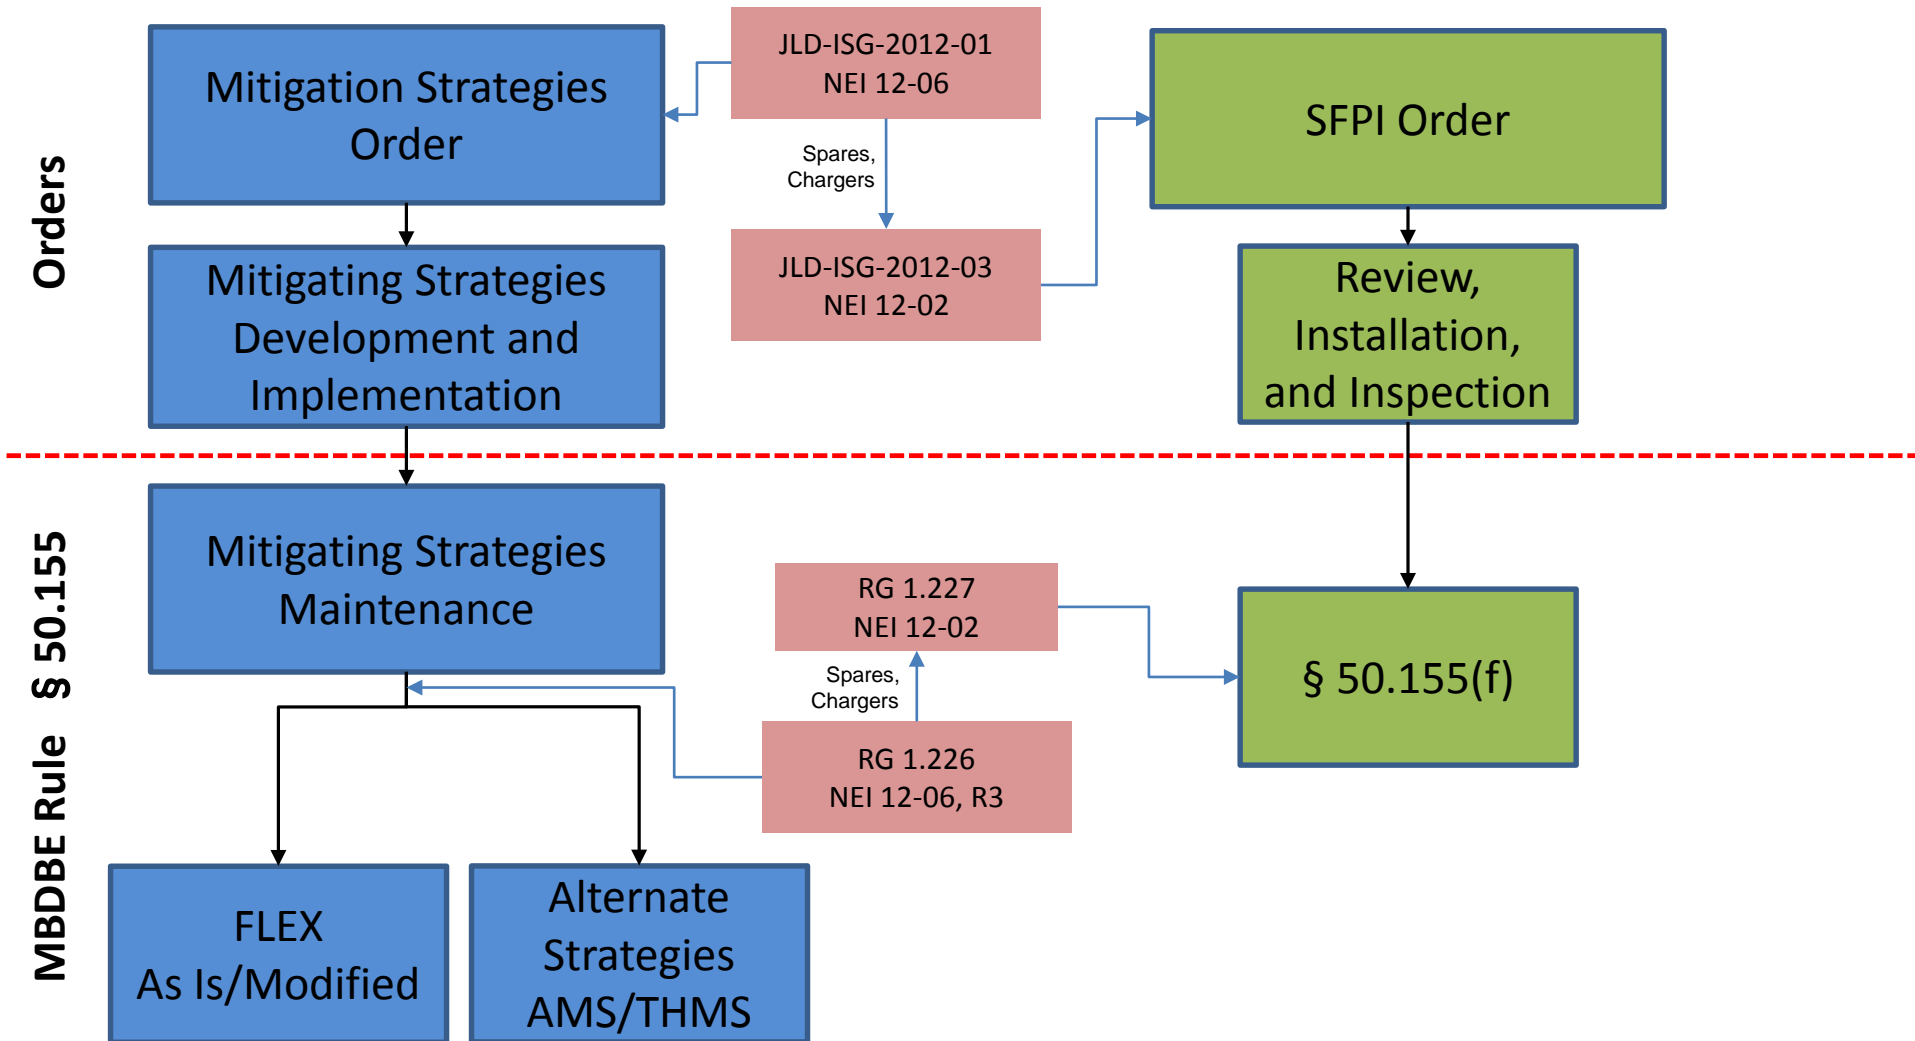 Orders
Mitigation Strategies
Order
JLD-ISG-2012-01
NEI 12-06
SFPI Order
Spares,
Chargers
Mitigating Strategies
Development and
Implementation
JLD-ISG-2012-03
NEI 12-02
Review,
Installation,
and Inspection
MBDBE Rule § 50.155
Mitigating Strategies
Maintenance
RG 1.227
NEI 12-02
Spares,
Chargers
§ 50.155(f)
RG 1.226
NEI 12-06, R3
FLEX
As Is/Modified
Alternate
Strategies
AMS/THMS